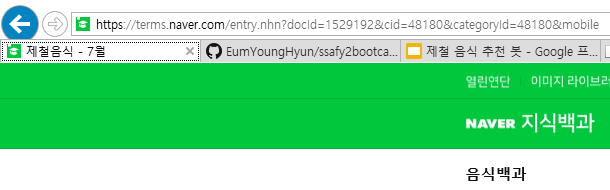 https://terms.naver.com/entry.nhn?docId=1529192&cid=48180&categoryId=48180&mobile
제철음식 - 7월 EumYoungHyun/ssafy2bootca... 제철 음식 추천 봇 - Google 프...
열린연단 이미지 라이브러
NAVER 지식백과
음식백과